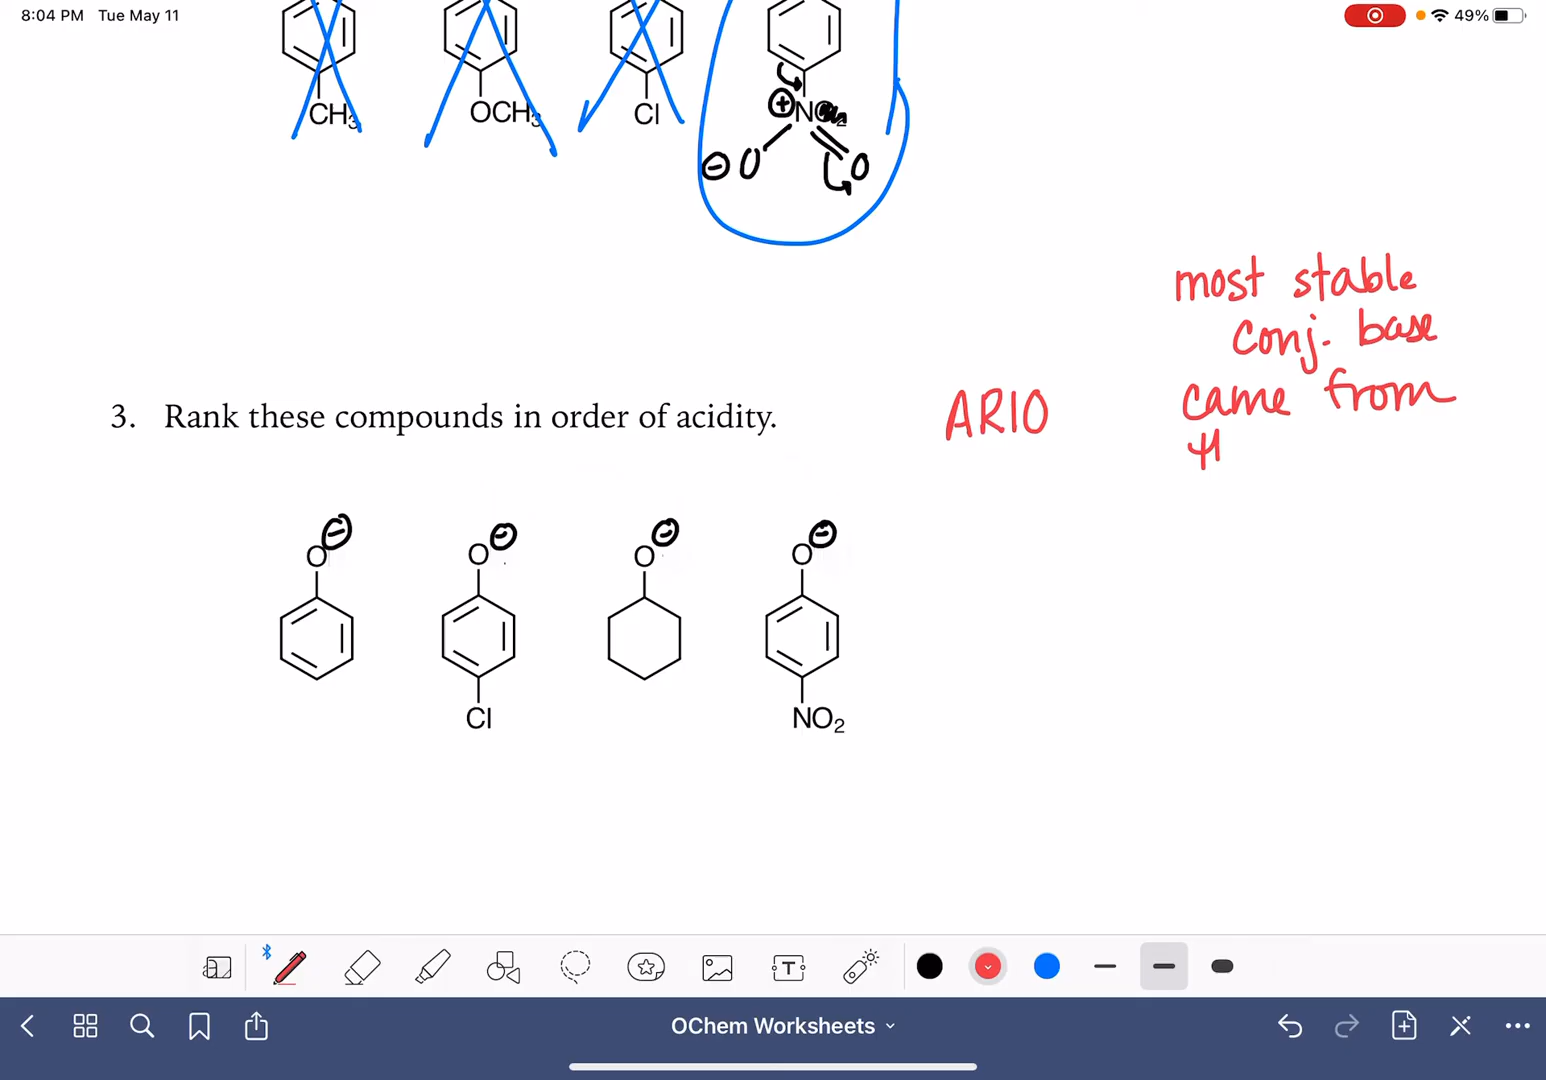 8:04 PM Tue May 11
49%
CH3
OCH3
Cl
⊕ N
⊖ O
O
most stable
conj. base
came from
3. Rank these compounds in order of acidity.
ARIO
O⊖ O⊖ O⊖ O⊖
Cl
NO2
T
OChem Worksheets